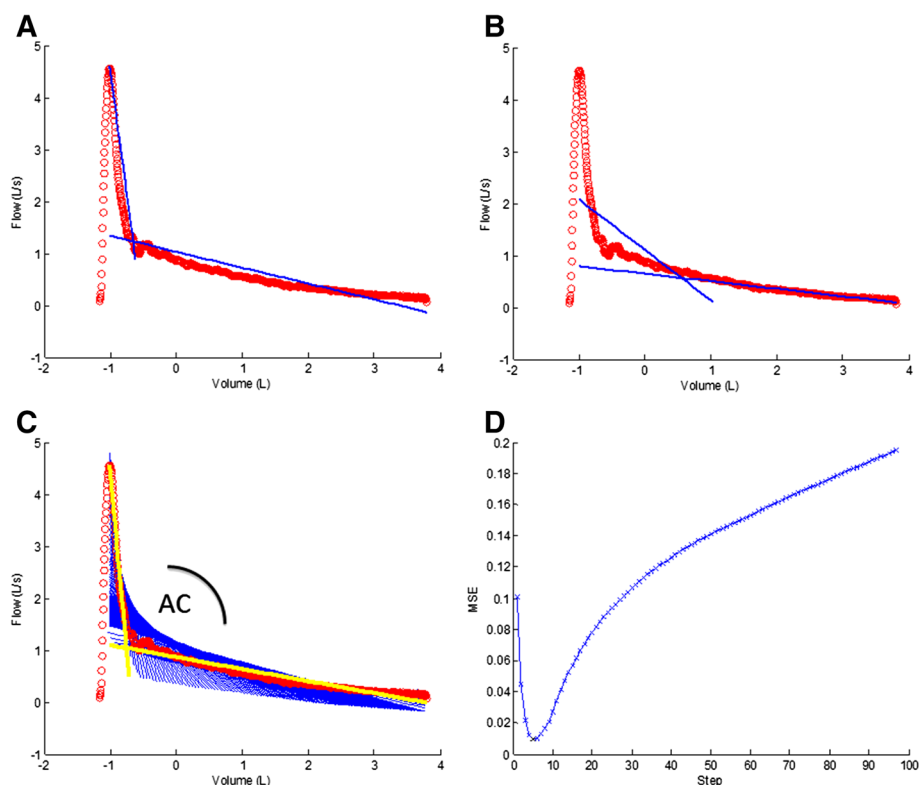 A
5
4
3
2
1
0
-1
Flow (L/s)
-2 -1 0 1 2 3 4
Volume (L)
B
5
4
3
2
1
0
-1
Flow (L/s)
-2 -1 0 1 2 3 4
Volume (L)
C
5
4
3
2
1
0
-1
Flow (L/s)
AC
-2 -1 0 1 2 3 4
Volume (L)
D
0.2
0.18
0.16
0.14
0.12
0.1
0.08
0.06
0.04
0.02
0
MSE
0 10 20 30 40 50 60 70 80 90 100
Step